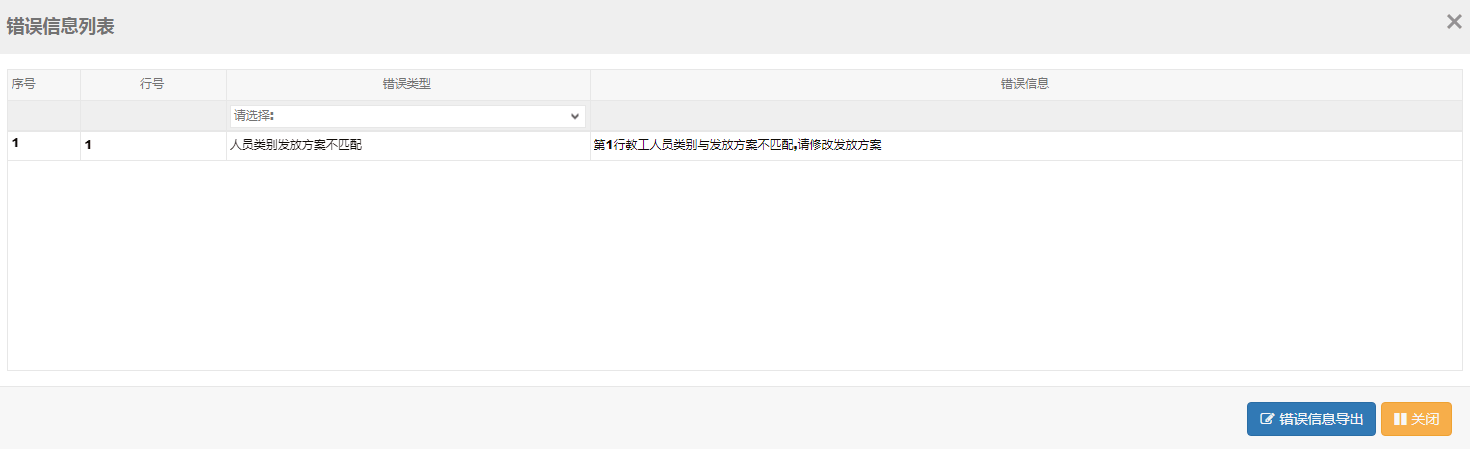 错误信息列表
序号 行号 错误类型 错误信息
请选择:
1 1 人员类别发放方案不匹配 第1行教工人员类别与发放方案不匹配,请修改发放方案
错误信息导出 关闭